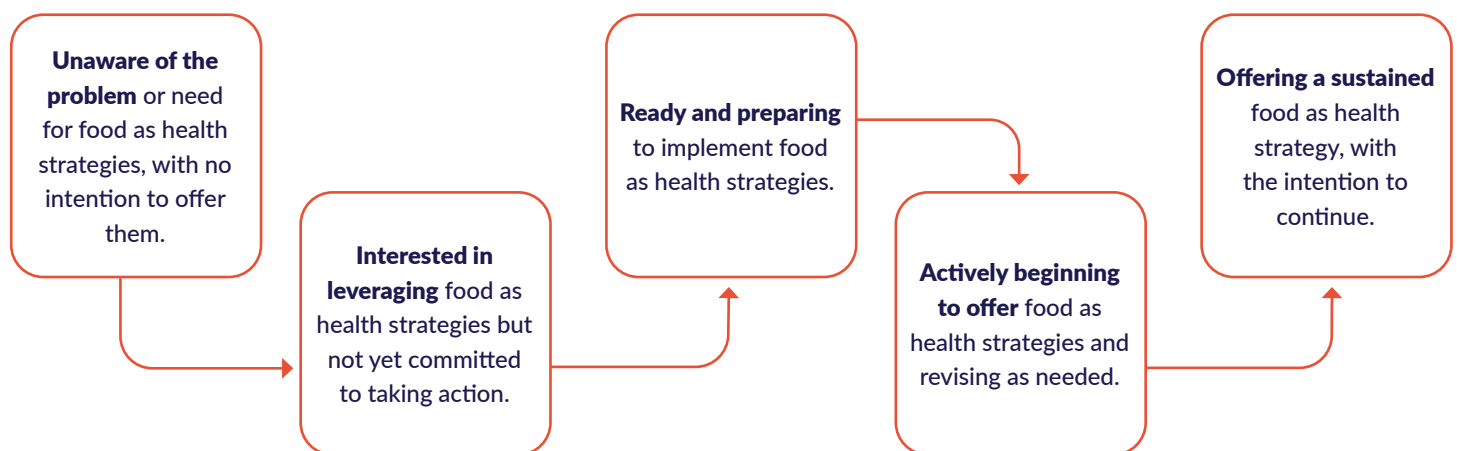 Unaware of the
problem or need
for food as health
strategies, with no
intention to offer
them.
Interested in
leveraging food as
health strategies but
not yet committed
to taking action.
Ready and preparing
to implement food
as health strategies.
Actively beginning
to offer food as
health strategies and
revising as needed.
Offering a sustained
food as health
strategy, with
the intention to
continue.